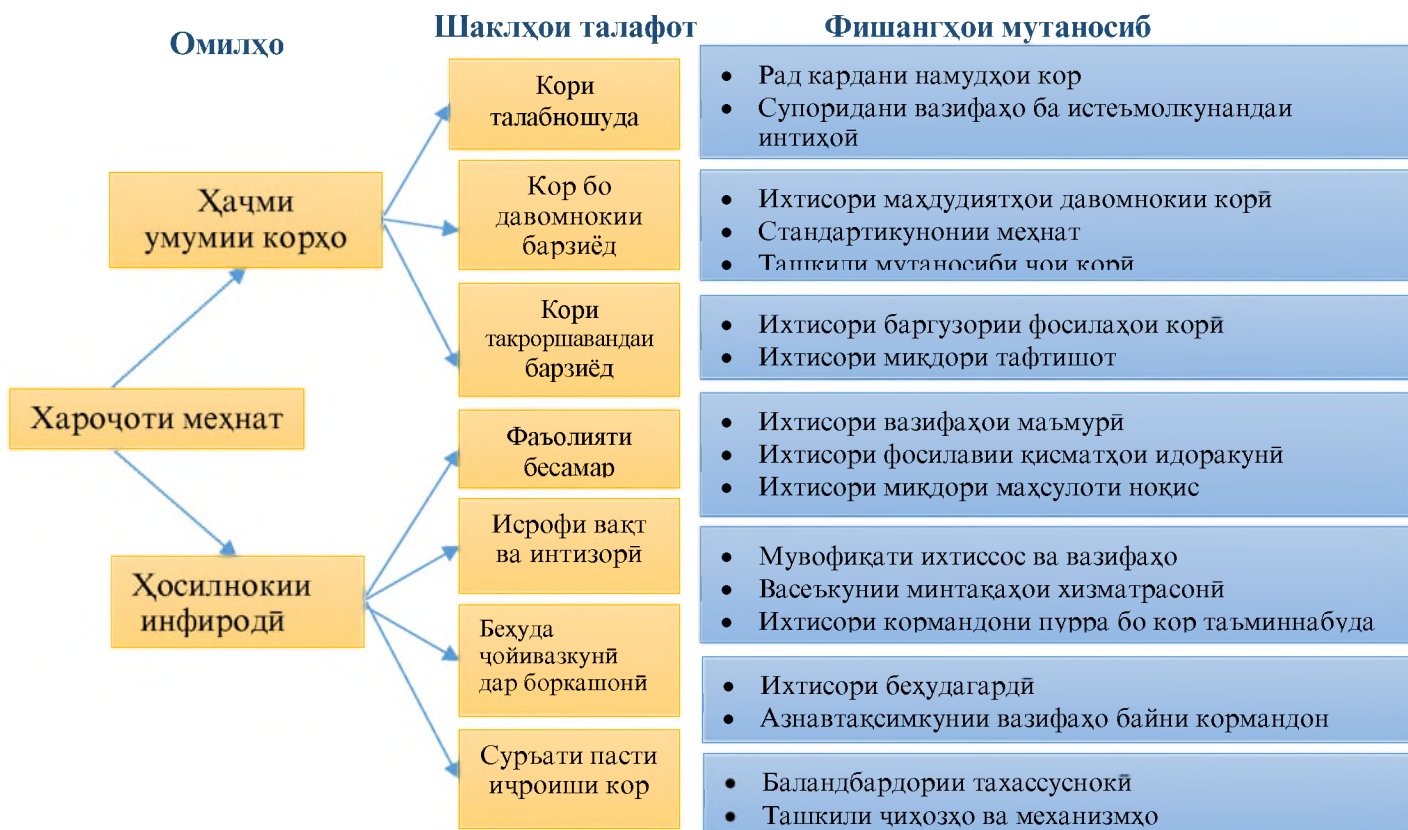 Омилҳо
Шаклҳои талафот
Фишангҳои мутаносиб
Хароҷоти меҳнат
Ҳаҷми
умумии корҳо
Ҳосилнокии
инфиродӣ
Кори
талабношуда
Кор бо
давомнокии
барзиёд
Кори
такроршавандаи
барзиёд
Фаъолияти
бесамар
Исрофи вақт
ва интизорӣ
Беҳуда
ҷойивазкунӣ
дар боркашонӣ
Суръати пасти
иҷроиши кор
• Рад кардани намудҳои кор
• Супоридани вазифаҳо ба истеъмолкунандаи
интиҳоӣ
• Ихтисори маҳдудиятҳои давомнокии корӣ
• Стандартикунонии меҳнат
• Ташкили мутаносиби ҷои корӣ
• Ихтисори баргузории фосилаҳои корӣ
• Ихтисори миқдори тафтишот
• Ихтисори вазифаҳои маъмурӣ
• Ихтисори фосилавии қисматҳои идоракунӣ
• Ихтисори миқдори маҳсулоти ноқис
• Мувофиқати ихтиссос ва вазифаҳо
• Васеъкунии минтақаҳои хизматрасонӣ
• Ихтисори кормандони пурра бо кор таъминнабуда
• Ихтисори беҳудагардӣ
• Азнавтақсимкунии вазифаҳо байни кормандон
• Баландбардории тахассуснокӣ
• Ташкили ҷиҳозҳо ва механизмҳо